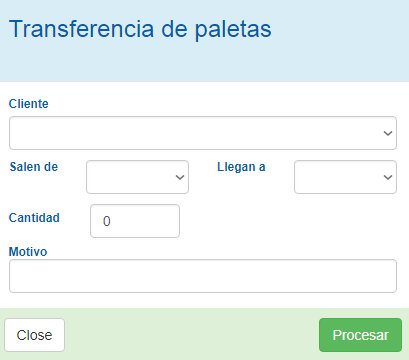 Transferencia de paletas
Cliente
Salen de
Llegan a
Cantidad
0
Motivo
Close
Procesar